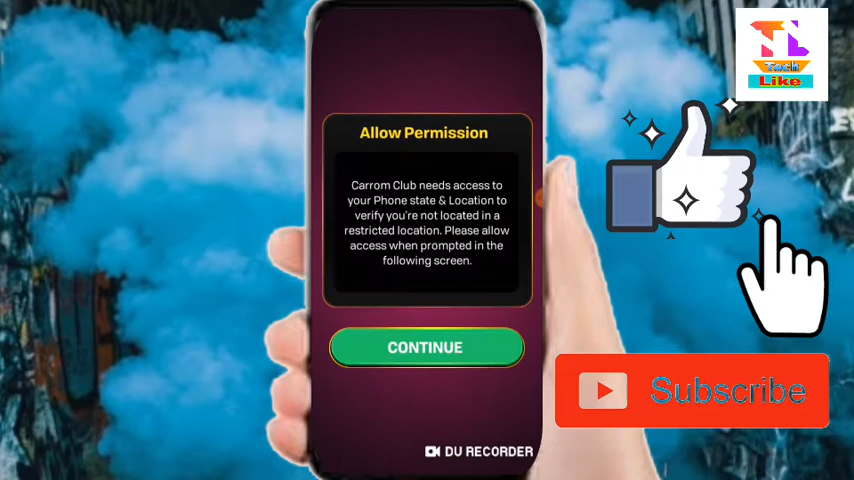 TL
Tech
Like
Allow Permission
Carrom Club needs access to
your Phone state & Location to
verify you're not located in a
restricted location. Please allow
access when prompted in the
following screen.
CONTINUE
Subscribe
DU RECORDER